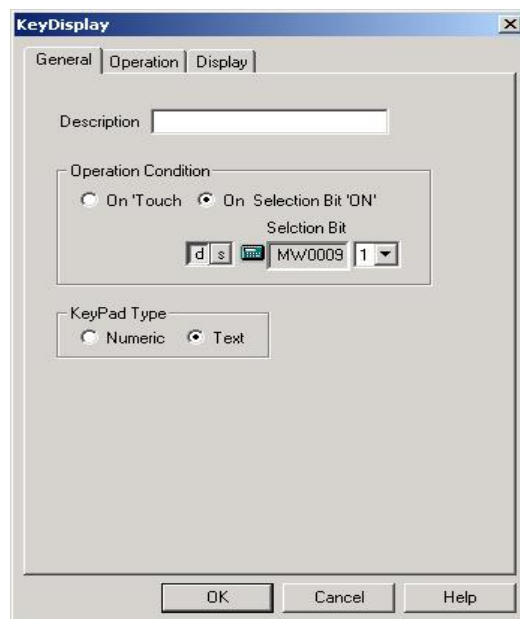 KeyDisplay
General Operation Display
Description
Operation Condition
On 'Touch On Selection Bit 'ON'
Selction Bit
d s MW0009 1
KeyPad Type
Numeric Text
OK Cancel Help